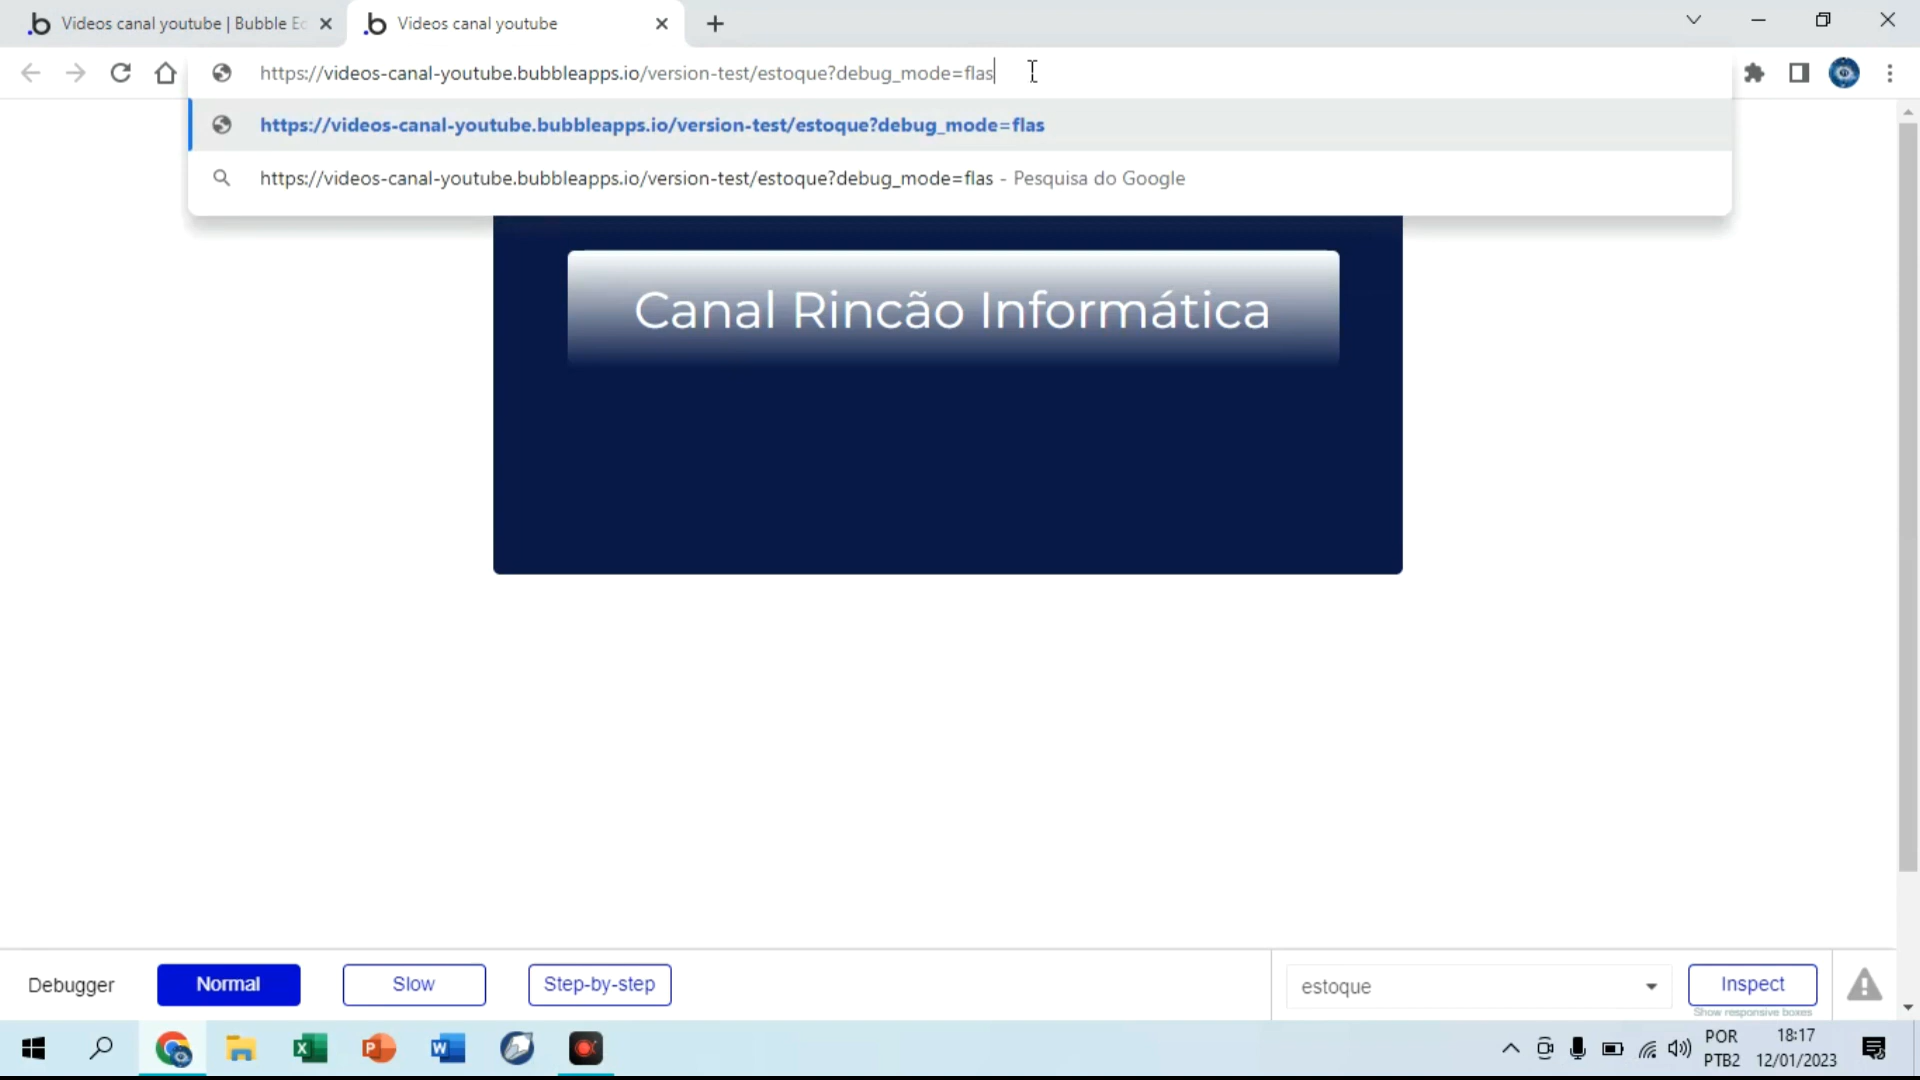 Videos canal youtube | Bubble Ec
Videos canal youtube
https://videos-canal-youtube.bubbleapps.io/version-test/estoque?debug_mode=flas
https://videos-canal-youtube.bubbleapps.io/version-test/estoque?debug_mode=flas
https://videos-canal-youtube.bubbleapps.io/version-test/estoque?debug_mode=flas - Pesquisa do Google
Canal Rincão Informática
Debugger
Normal
Slow
Step-by-step
estoque
Inspect
Show responsive boxes
POR
PTB2
18:17
12/01/2023